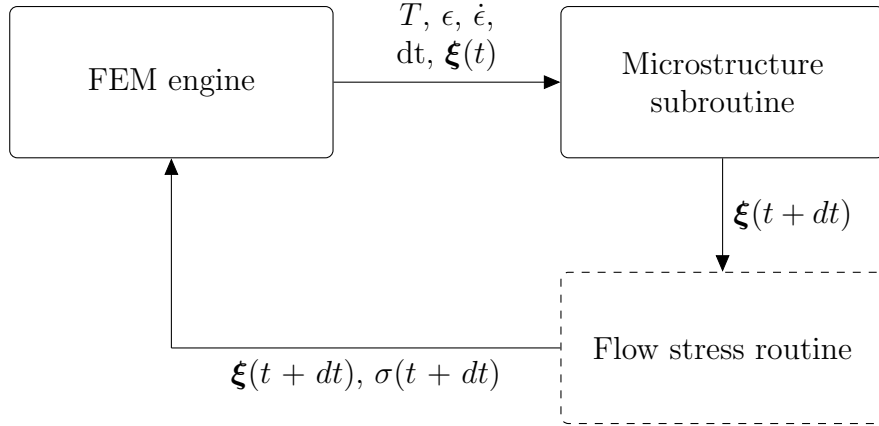 FEM engine
T, ϵ, ϵ̇,
dt, ξ(t)
Microstructure
subroutine
ξ(t + dt)
Flow stress routine
ξ(t + dt), σ(t + dt)